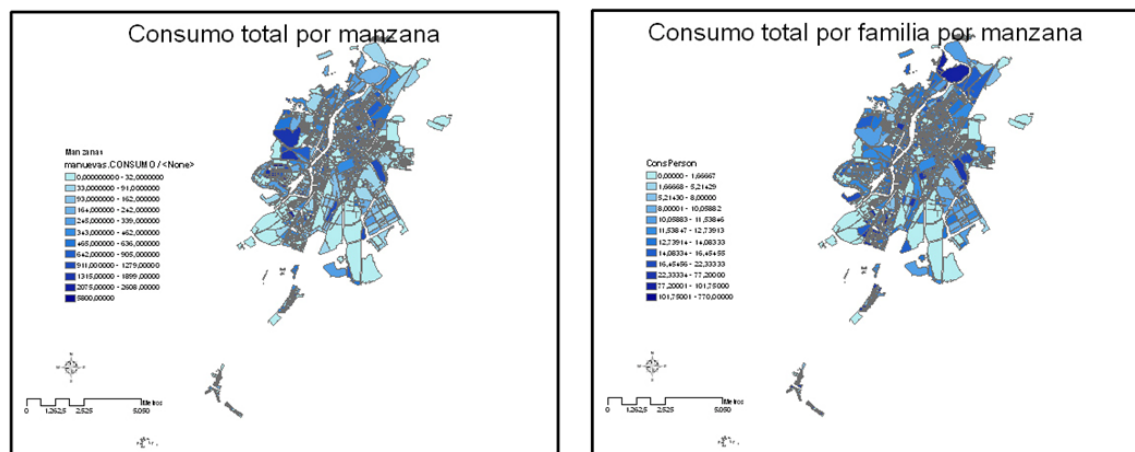 Consumo total por manzana
Manzanas
manuevas.CONSUMO / <None>
0,000000000 - 32,0000000
33,0000000 - 91,0000000
93,0000000 - 162,000000
164,000000 - 242,000000
245,000000 - 339,000000
343,000000 - 462,000000
465,000000 - 636,000000
642,000000 - 905,000000
911,000000 - 1279,00000
1315,00000 - 1899,00000
2075,00000 - 2608,00000
5800,00000
N
W E
S
Metros
0 1.262,5 2.525 5.050
Consumo total por familia por manzana
ConsPerson
0,00000 - 1,66667
1,66668 - 5,21429
5,21430 - 8,00000
8,00001 - 10,05882
10,05883 - 11,53846
11,53847 - 12,73913
12,73914 - 14,08333
14,08334 - 16,45455
16,45456 - 22,33333
22,33334 - 77,20000
77,20001 - 101,75000
101,75001 - 770,00000
N
W E
S
Metros
0 1.262,5 2.525 5.050